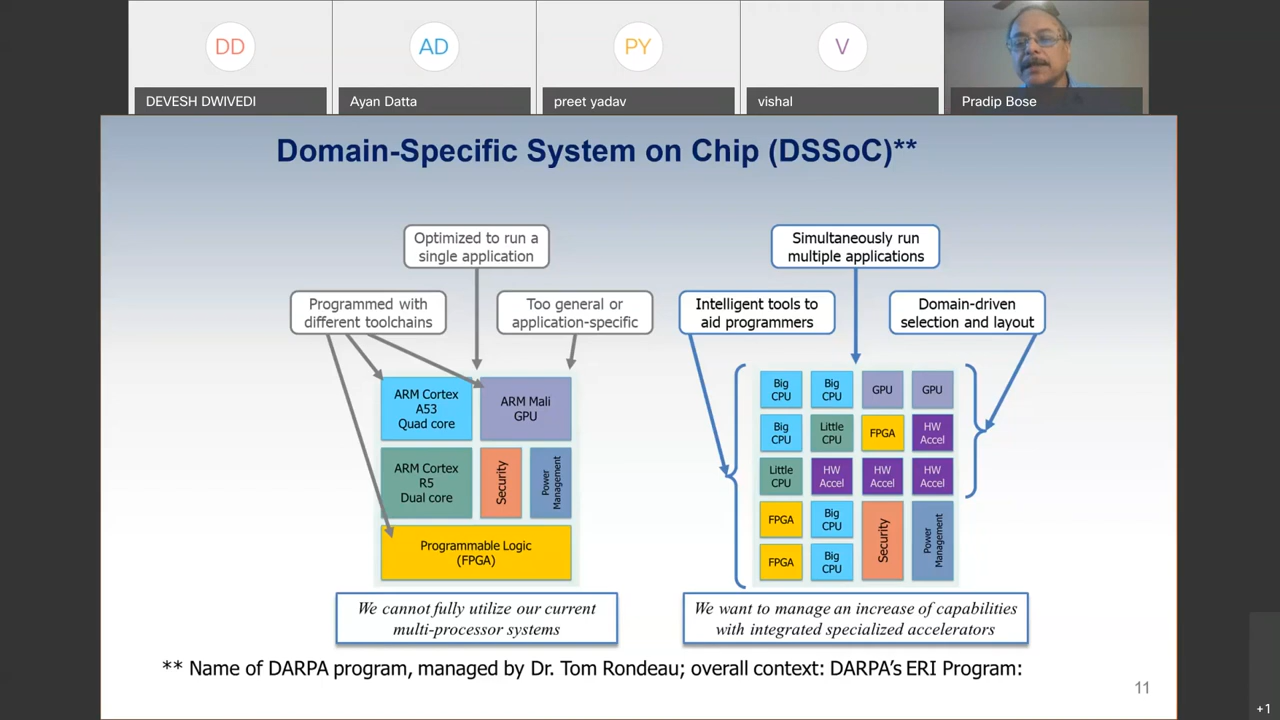 DD
AD
PY
V
DEVESH DWIVEDI
Ayan Datta
preet yadav
vishal
Pradip Bose
Domain-Specific System on Chip (DSSoC)**
Optimized to run a
single application
Programmed with
different toolchains
Too general or
application-specific
ARM Cortex
A53
Quad core
ARM Mali
GPU
ARM Cortex
R5
Dual core
Security
Power
Management
Programmable Logic
(FPGA)
We cannot fully utilize our current
multi-processor systems
Simultaneously run
multiple applications
Intelligent tools to
aid programmers
Domain-driven
selection and layout
Big
CPU
Big
CPU
GPU
GPU
Big
CPU
Little
CPU
FPGA
HW
Accel
Little
CPU
HW
Accel
HW
Accel
HW
Accel
FPGA
Big
CPU
Security
Power
Management
FPGA
Big
CPU
We want to manage an increase of capabilities
with integrated specialized accelerators
** Name of DARPA program, managed by Dr. Tom Rondeau; overall context: DARPA's ERI Program:
11
+1